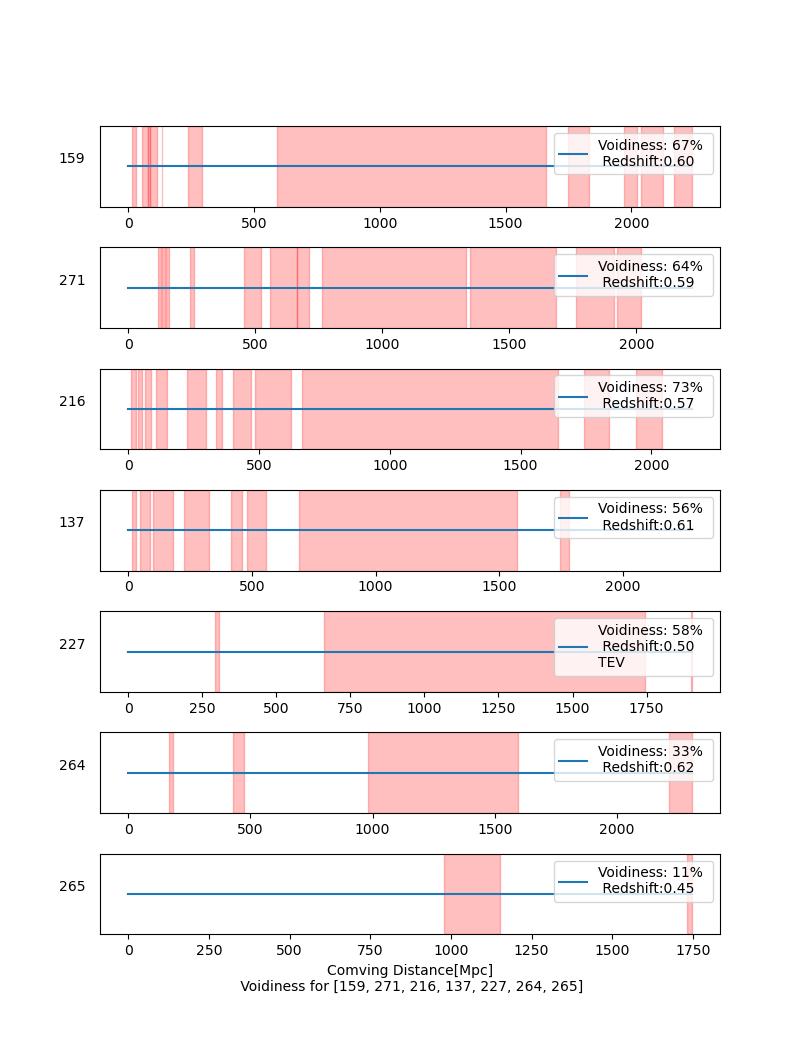 159
Voidiness: 67%
Redshift:0.60
0 500 1000 1500 2000
271
Voidiness: 64%
Redshift:0.59
0 500 1000 1500 2000
216
Voidiness: 73%
Redshift:0.57
0 500 1000 1500 2000
137
Voidiness: 56%
Redshift:0.61
0 500 1000 1500 2000
227
Voidiness: 58%
Redshift:0.50
TEV
0 250 500 750 1000 1250 1500 1750
264
Voidiness: 33%
Redshift:0.62
0 500 1000 1500 2000
265
Voidiness: 11%
Redshift:0.45
0 250 500 750 1000 1250 1500 1750
Comving Distance[Mpc]
Voidiness for [159, 271, 216, 137, 227, 264, 265]